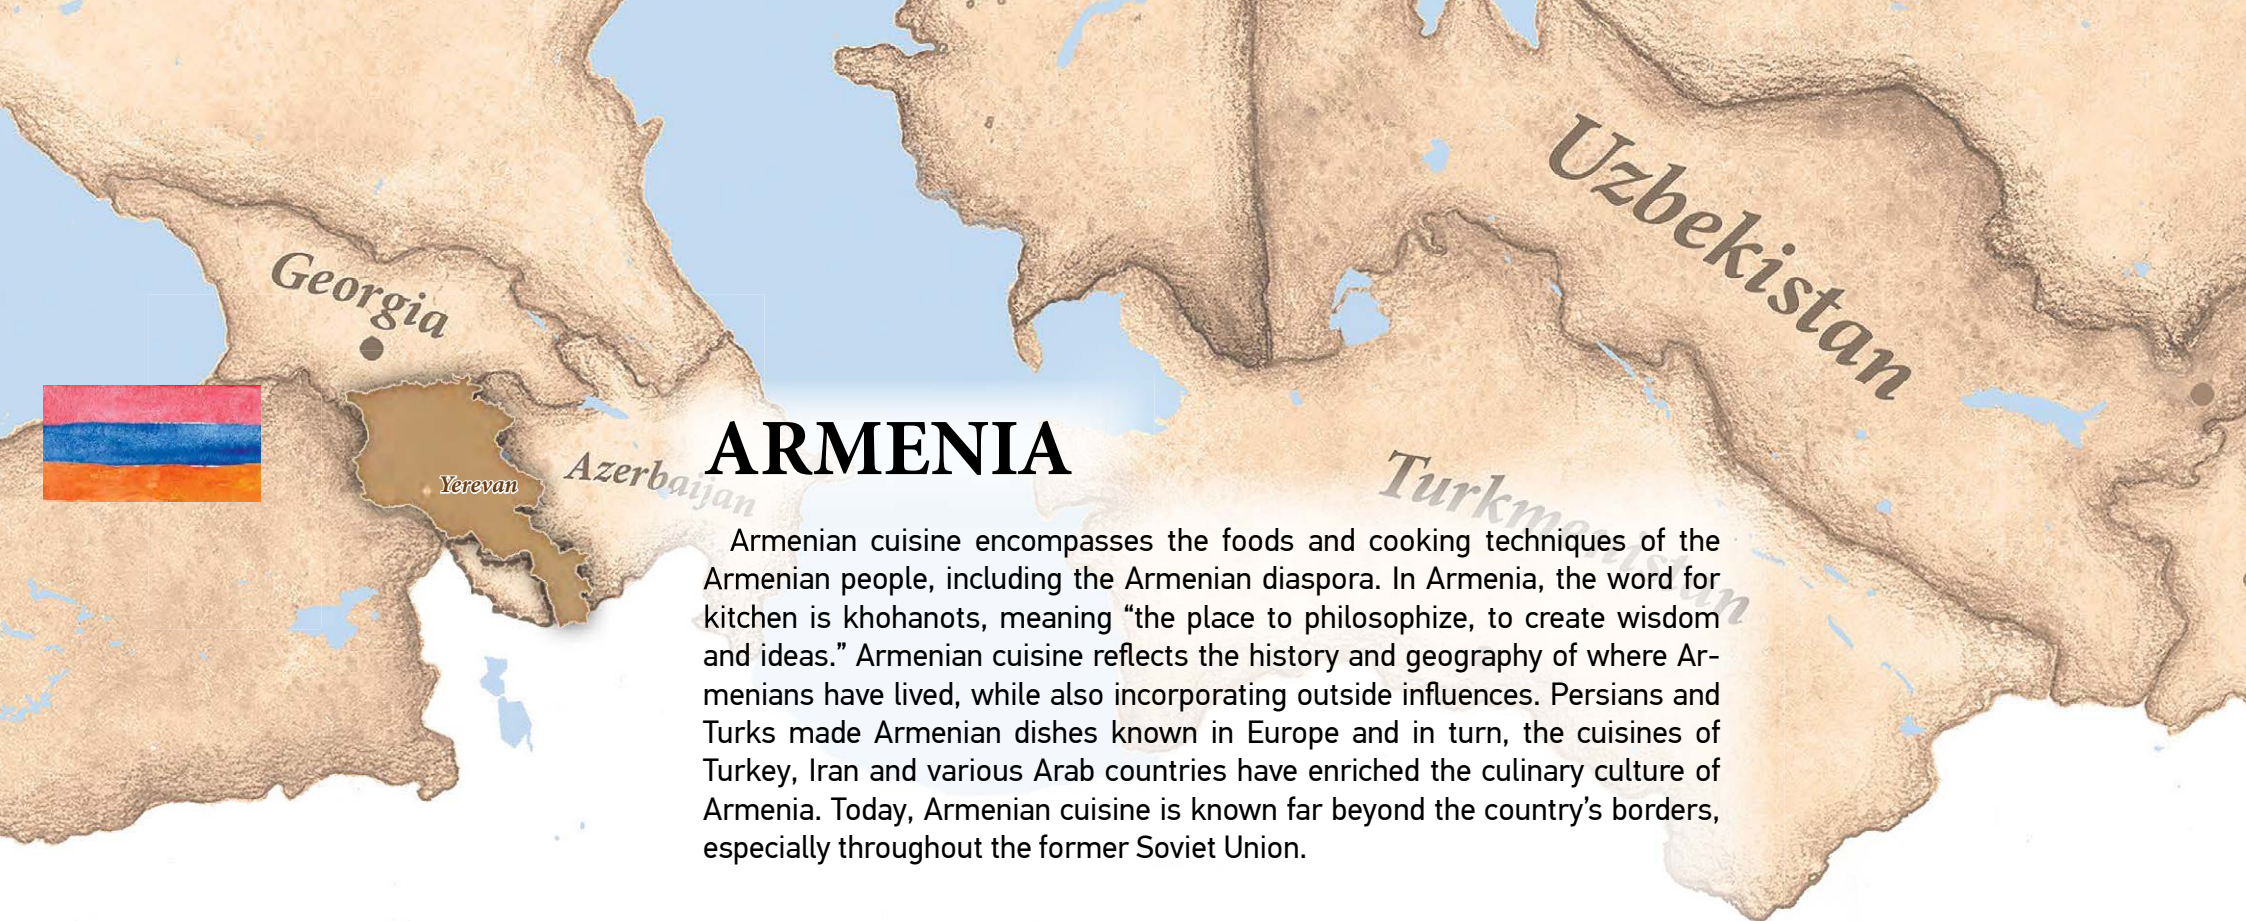 Uzbekistan
Georgia
ARMENIA
Azerbaijan
Yerevan
Turkmenistan
Armenian cuisine encompasses the foods and cooking techniques of the
Armenian people, including the Armenian diaspora. In Armenia, the word for
kitchen is khohanots, meaning “the place to philosophize, to create wisdom
and ideas.” Armenian cuisine reflects the history and geography of where Ar-
menians have lived, while also incorporating outside influences. Persians and
Turks made Armenian dishes known in Europe and in turn, the cuisines of
Turkey, Iran and various Arab countries have enriched the culinary culture of
Armenia. Today, Armenian cuisine is known far beyond the country’s borders,
especially throughout the former Soviet Union.